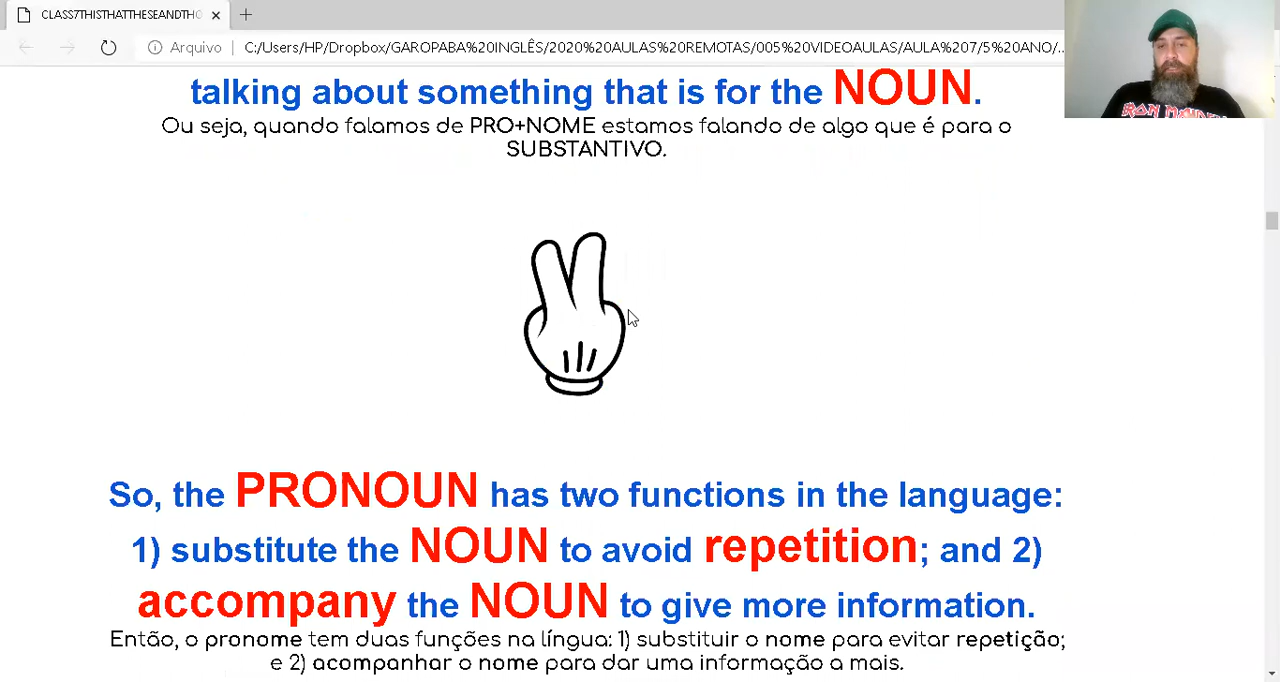 CLASS7THISTHATTHESEANDTHO
Arquivo
C:/Users/HP/Dropbox/GAROPABA%20INGLÊS/2020%20AULAS%20REMOTAS/005%20VIDEOAULAS/AULA%207/5%20ANO/...
IRON MAIDEN
talking about something that is for the NOUN.
Ou seja, quando falamos de PRO+NOME estamos falando de algo que é para o
SUBSTANTIVO.
So, the PRONOUN has two functions in the language:
1) substitute the NOUN to avoid repetition; and 2)
accompany the NOUN to give more information.
Então, o pronome tem duas funções na língua: 1) substituir o nome para evitar repetição;
e 2) acompanhar o nome para dar uma informação a mais.